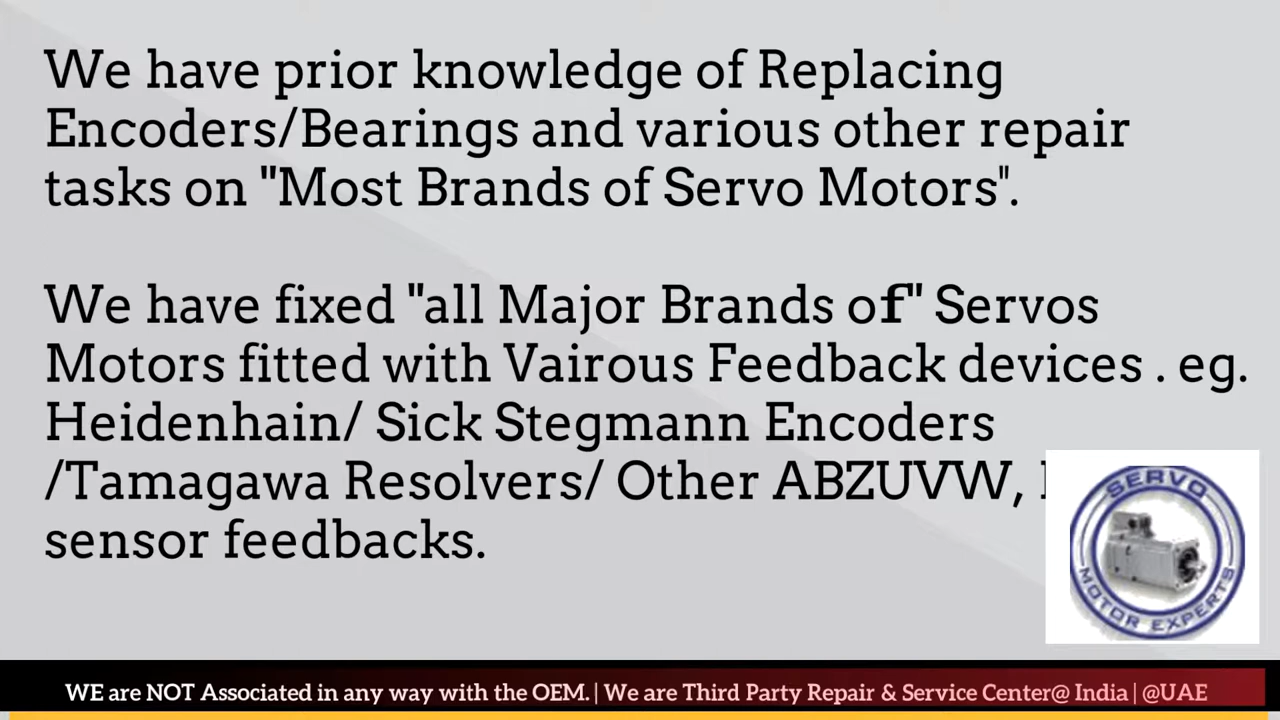 We have prior knowledge of Replacing
Encoders/Bearings and various other repair
tasks on "Most Brands of Servo Motors".
We have fixed "all Major Brands of" Servos
Motors fitted with Vairous Feedback devices . eg.
Heidenhain/ Sick Stegmann Encoders
/Tamagawa Resolvers/ Other ABZUVW,
sensor feedbacks.
SERVO
MOTOR EXPERTS
WE are NOT Associated in any way with the OEM. | We are Third Party Repair & Service Center@ India | @UAE